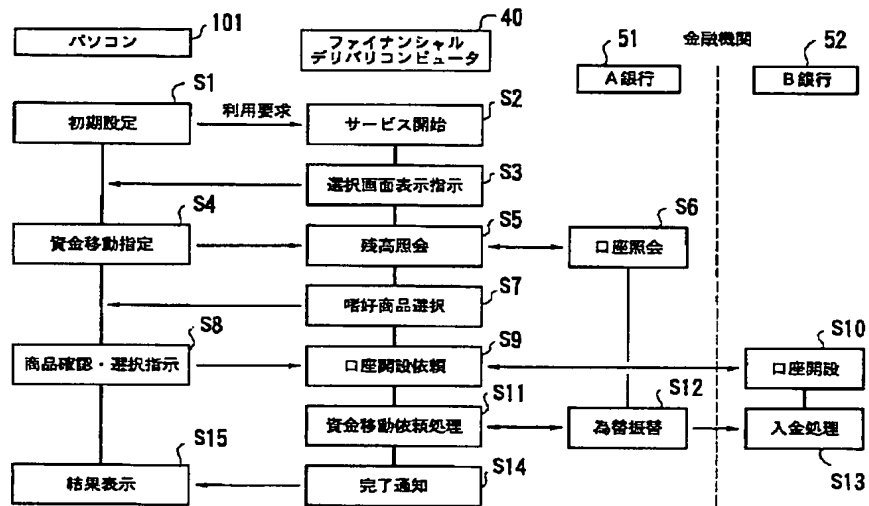 101
パソコン
40
ファイナンシャル
デリバリコンピュータ
金融機関
51
A銀行
52
B銀行
S1
初期設定
利用要求
S2
サービス開始
S3
選択画面表示指示
S4
資金移動指定
S5
残高照会
S6
口座照会
S7
嗜好商品選択
S8
商品確認・選択指示
S9
口座開設依頼
S10
口座開設
S11
資金移動依頼処理
S12
為替振替
入金処理
S13
S15
結果表示
完了通知
S14